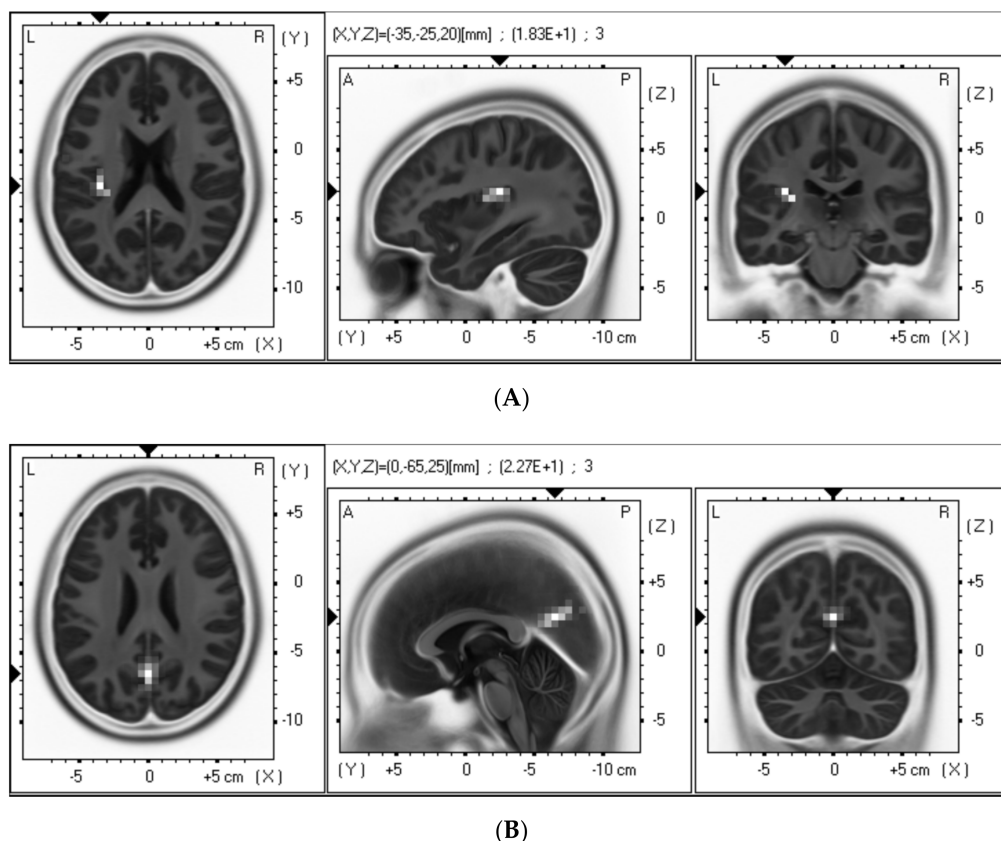 L R (Y) (X,Y,Z)=(-35,-25,20)[mm] ; (1.83E+1) ; 3
A P (Z) L R (Z)
+5 +5 +5
0 0 0
-5 -5 -5
-10
-5 0 +5 cm (X) (Y) +5 0 -5 -10 cm -5 0 +5 cm (X)
(A)
L R (Y) (X,Y,Z)=(0,-65,25)[mm] ; (2.27E+1) ; 3
A P (Z) L R (Z)
+5 +5 +5
0 0 0
-5 -5 -5
-10
-5 0 +5 cm (X) (Y) +5 0 -5 -10 cm -5 0 +5 cm (X)
(B)